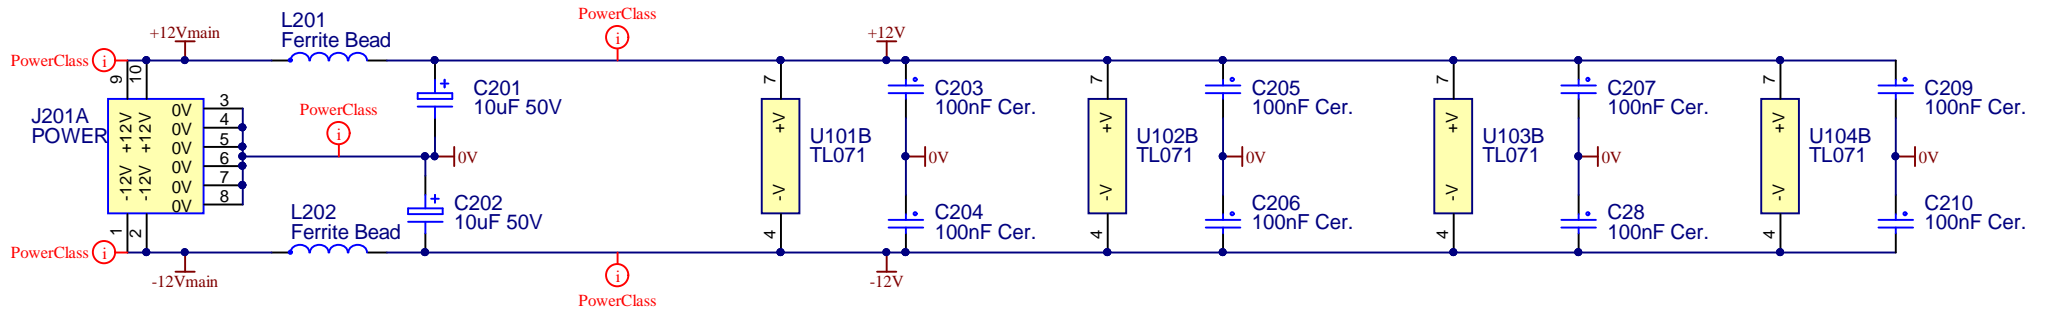 PowerClass
i
+12Vmain
L201
Ferrite Bead
PowerClass
i
+12V
9
10
J201A
POWER
+12V
+12V
-12V
-12V
0V
0V
0V
0V
0V
0V
3
4
5
6
7
8
1
2
PowerClass
i
C201
10uF 50V
0V
C202
10uF 50V
L202
Ferrite Bead
PowerClass
i
-12Vmain
PowerClass
i
-12V
7
+V
-V
4
U101B
TL071
C203
100nF Cer.
0V
C204
100nF Cer.
7
+V
-V
4
U102B
TL071
C205
100nF Cer.
0V
C206
100nF Cer.
7
+V
-V
4
U103B
TL071
C207
100nF Cer.
0V
C28
100nF Cer.
7
+V
-V
4
U104B
TL071
C209
100nF Cer.
0V
C210
100nF Cer.